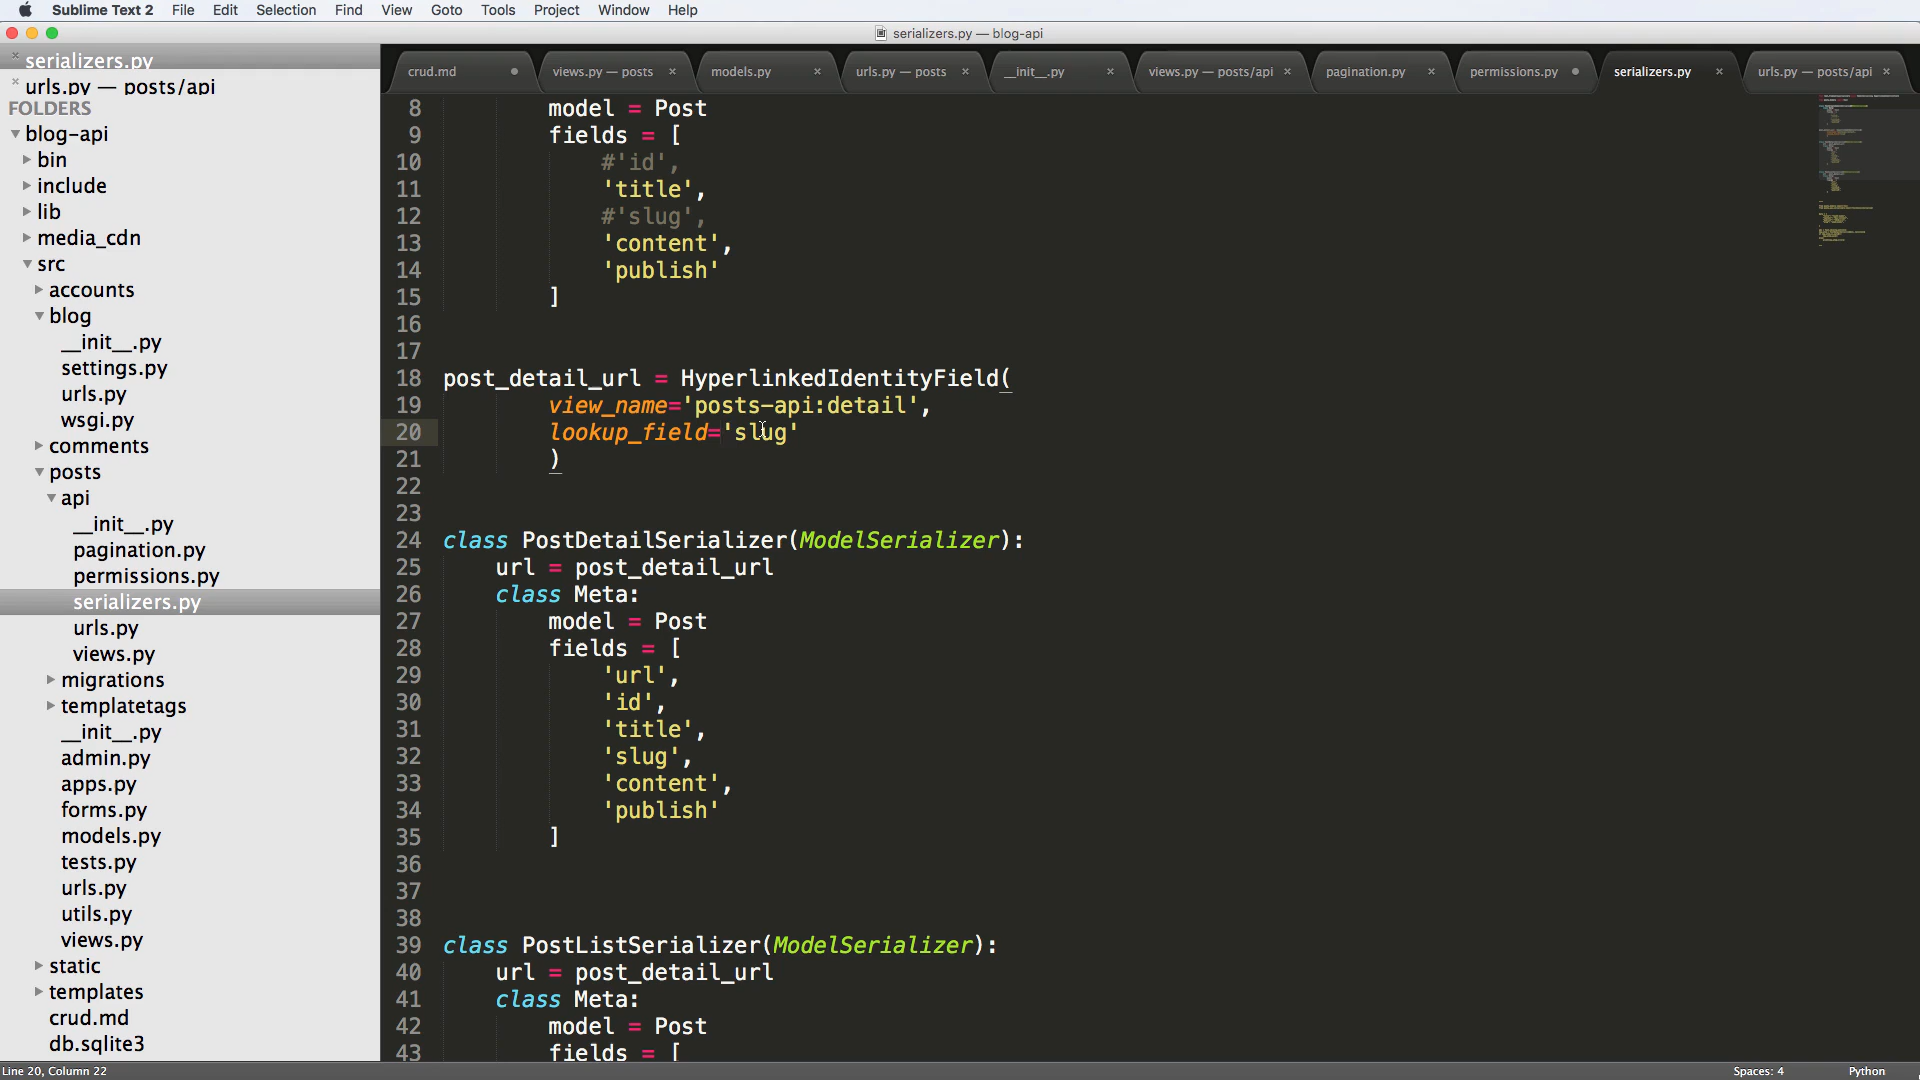 Sublime Text 2 File Edit Selection Find View Goto Tools Project Window Help
serializers.py — blog-api
crud.md views.py — posts models.py urls.py — posts __init__.py views.py — posts/api pagination.py permissions.py serializers.py urls.py — posts/api
serializers.py
urls.py — posts/api
FOLDERS
blog-api
bin
include
lib
media_cdn
src
accounts
blog
__init__.py
settings.py
urls.py
wsgi.py
comments
posts
api
__init__.py
pagination.py
permissions.py
serializers.py
urls.py
views.py
migrations
templatetags
__init__.py
admin.py
apps.py
forms.py
models.py
tests.py
urls.py
utils.py
views.py
static
templates
crud.md
db.sqlite3
8 model = Post
9 fields = [
10 #'id',
11 'title',
12 #'slug',
13 'content',
14 'publish'
15 ]
16
17
18 post_detail_url = HyperlinkedIdentityField(
19 view_name='posts-api:detail',
20 lookup_field='slug'
21 )
22
23
24 class PostDetailSerializer(ModelSerializer):
25 url = post_detail_url
26 class Meta:
27 model = Post
28 fields = [
29 'url',
30 'id',
31 'title',
32 'slug',
33 'content',
34 'publish'
35 ]
36
37
38
39 class PostListSerializer(ModelSerializer):
40 url = post_detail_url
41 class Meta:
42 model = Post
43 fields = [
Line 20, Column 22 Spaces: 4 Python